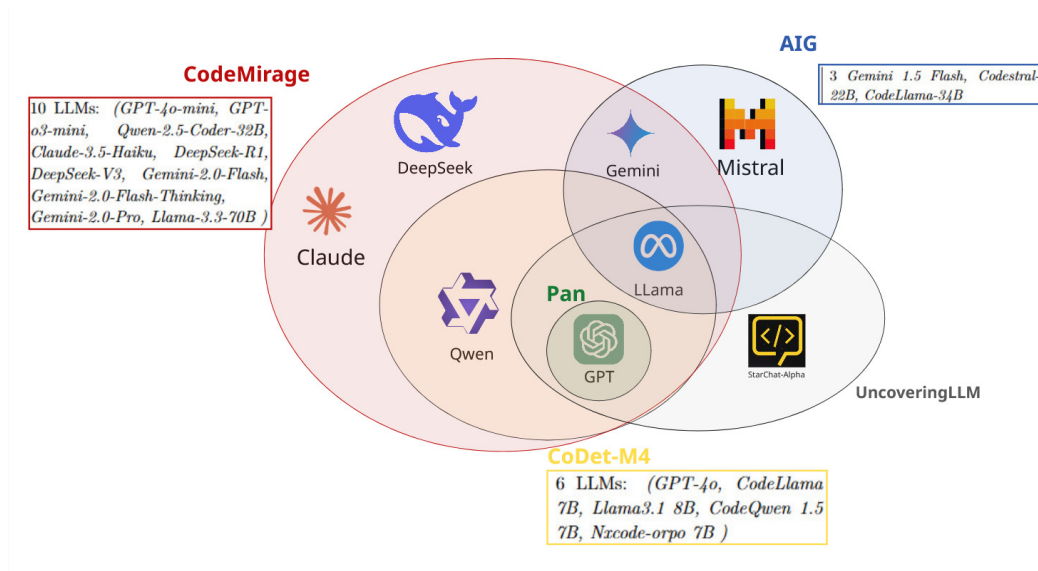 AIG
CodeMirage
3 Gemini 1.5 Flash, Codestral-
22B, CodeLlama-34B
10 LLMs: (GPT-4o-mini, GPT-
o3-mini, Qwen-2.5-Coder-32B,
Claude-3.5-Haiku, DeepSeek-R1,
DeepSeek-V3, Gemini-2.0-Flash,
Gemini-2.0-Flash-Thinking,
Gemini-2.0-Pro, Llama-3.3-70B )
DeepSeek
Gemini
Mistral
Claude
LLama
Pan
Qwen
GPT
StarChat-Alpha
UncoveringLLM
CoDet-M4
6 LLMs: (GPT-4o, CodeLlama
7B, Llama3.1 8B, CodeQwen 1.5
7B, Nxcode-orpo 7B )